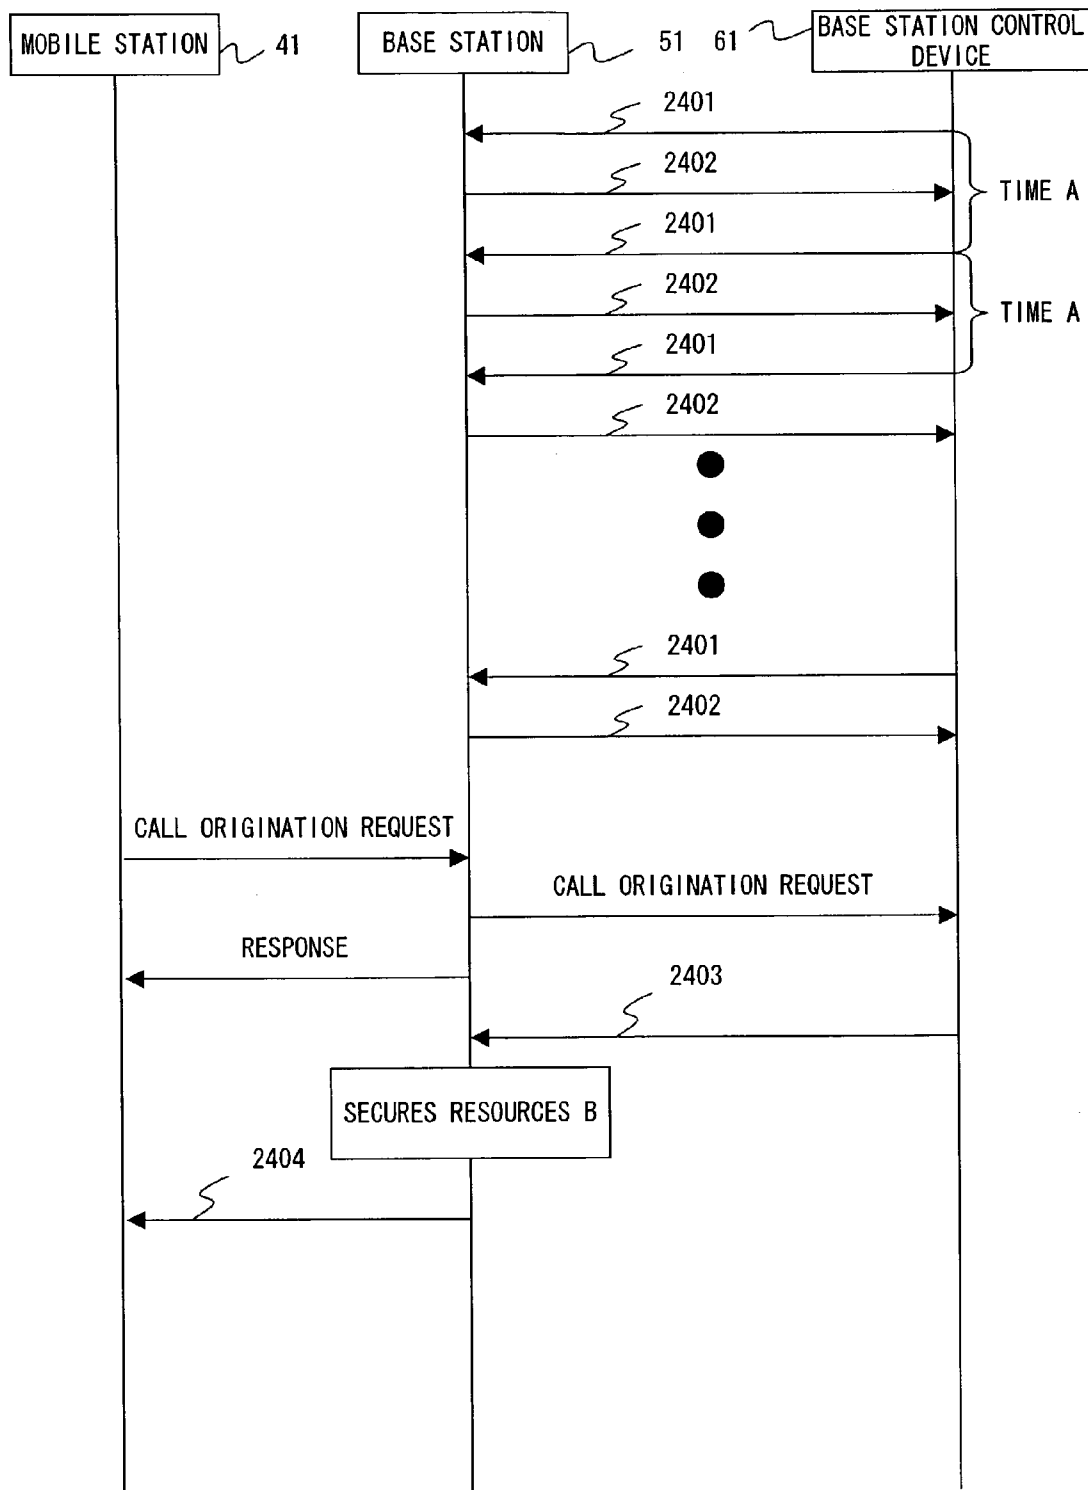 MOBILE STATION
41
BASE STATION
51
61
BASE STATION CONTROL
DEVICE
2401
2402
TIME A
2401
2402
TIME A
2401
2402
2401
2402
CALL ORIGINATION REQUEST
CALL ORIGINATION REQUEST
RESPONSE
2403
SECURES RESOURCES B
2404